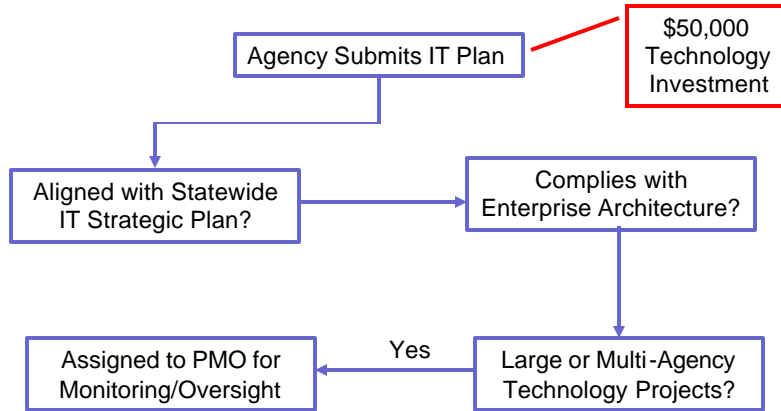 Agency Submits IT Plan
$50,000
Technology
Investment
Aligned with Statewide
IT Strategic Plan?
Complies with
Enterprise Architecture?
Assigned to PMO for
Monitoring/Oversight
Yes
Large or Multi-Agency
Technology Projects?